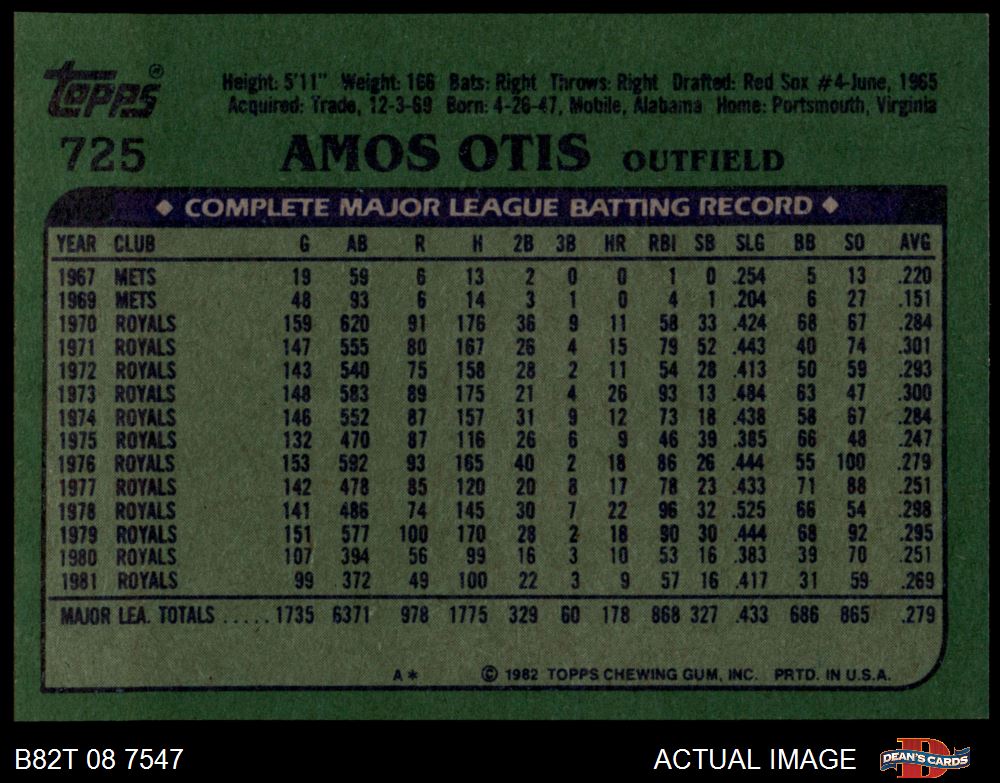 Topps®
Height: 5'11" Weight: 166 Bats: Right Throws: Right Drafted: Red Sox #4-June, 1965
Acquired: Trade, 12-3-69 Born: 4-26-47, Mobile, Alabama Home: Portsmouth, Virginia
725 AMOS OTIS OUTFIELD
◆ COMPLETE MAJOR LEAGUE BATTING RECORD ◆
YEAR CLUB G AB R H 2B 3B HR RBI SB SLG BB SO AVG
1967 METS 19 59 6 13 2 0 0 1 0 .254 5 13 .220
1969 METS 48 93 6 14 3 1 0 4 1 .204 6 27 .151
1970 ROYALS 159 620 91 176 36 9 11 58 33 .424 68 67 .284
1971 ROYALS 147 555 80 167 26 4 15 79 52 .443 40 74 .301
1972 ROYALS 143 540 75 158 28 2 11 54 28 .413 50 59 .293
1973 ROYALS 148 583 89 175 21 4 26 93 13 .484 63 47 .300
1974 ROYALS 146 552 87 157 31 9 12 73 18 .438 58 67 .284
1975 ROYALS 132 470 87 116 26 6 9 46 39 .385 66 48 .247
1976 ROYALS 153 592 93 165 40 2 18 86 26 .444 55 100 .279
1977 ROYALS 142 478 85 120 20 8 17 78 23 .433 71 88 .251
1978 ROYALS 141 486 74 145 30 7 22 96 32 .525 66 54 .298
1979 ROYALS 151 577 100 170 28 2 18 90 30 .444 68 92 .295
1980 ROYALS 107 394 56 99 16 3 10 53 16 .383 39 70 .251
1981 ROYALS 99 372 49 100 22 3 9 57 16 .417 31 59 .269
MAJOR LEA. TOTALS ..... 1735 6371 978 1775 329 60 178 868 327 .433 686 865 .279
A* © 1982 TOPPS CHEWING GUM, INC. PRTD. IN U.S.A.
B82T 08 7547 ACTUAL IMAGE DEAN'S CARDS